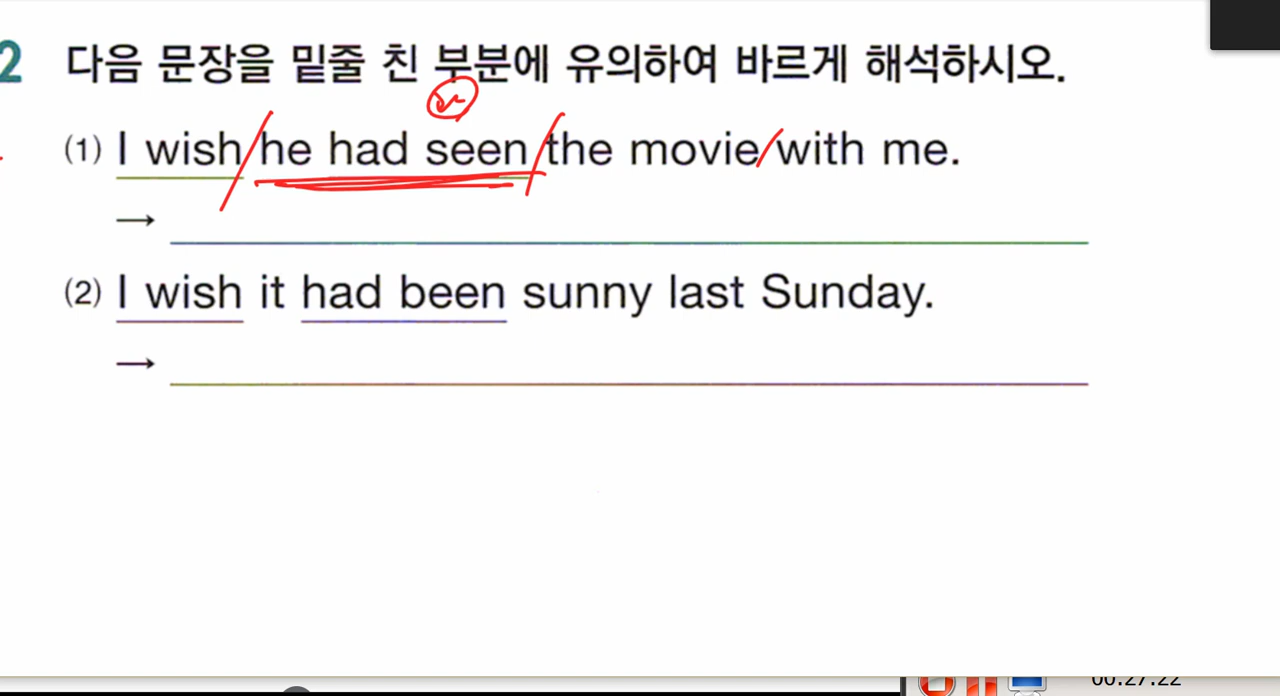 2 다음 문장을 밑줄 친 부분에 유의하여 바르게 해석하시오.
(1) I wish he had seen the movie with me.
→
(2) I wish it had been sunny last Sunday.
→